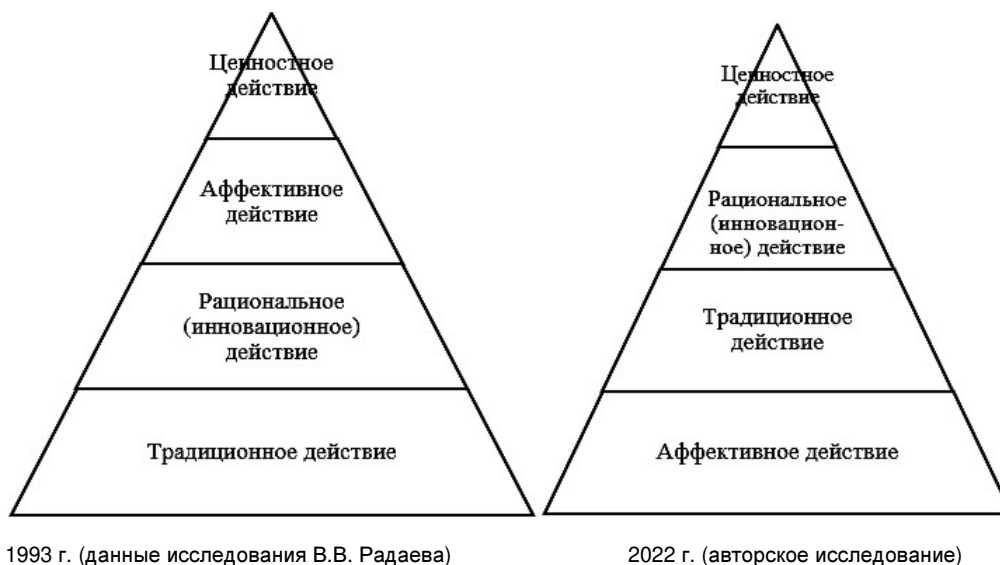 Ценностное
действие
Аффективное
действие
Рациональное
(инновационное)
действие
Традиционное действие
1993 г. (данные исследования В.В. Радаева)
Ценностное
действие
Рациональное
(инновацион-
ное) действие
Традиционное
действие
Аффективное действие
2022 г. (авторское исследование)